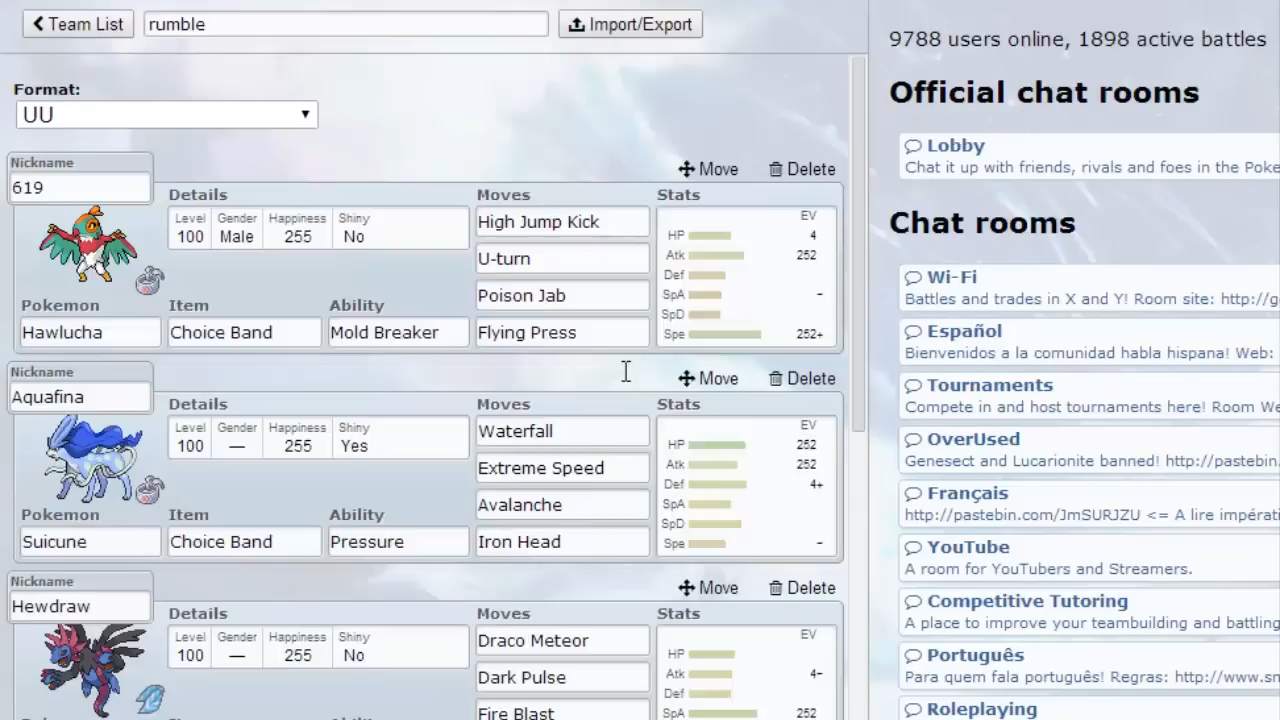 Team List
rumble
Import/Export
Format:
UU
Nickname
619
Move
Delete
Details
Moves
Stats
Level Gender Happiness Shiny
100 Male 255 No
High Jump Kick
U-turn
Poison Jab
Flying Press
EV
HP 4
Atk 252
Def
SpA -
SpD
Spe 252+
Pokemon Item Ability
Hawlucha Choice Band Mold Breaker
Nickname
Aquafina
Move
Delete
Details
Moves
Stats
Level Gender Happiness Shiny
100 — 255 Yes
Waterfall
Extreme Speed
Avalanche
Iron Head
EV
HP 252
Atk 252
Def 4+
SpA
SpD
Spe -
Pokemon Item Ability
Suicune Choice Band Pressure
Nickname
Hewdraw
Move
Delete
Details
Moves
Stats
Level Gender Happiness Shiny
100 — 255 No
Draco Meteor
Dark Pulse
Fire Blast
EV
HP
Atk 4-
Def
SpA 252
9788 users online, 1898 active battles
Official chat rooms
Lobby
Chat it up with friends, rivals and foes in the Poke
Chat rooms
Wi-Fi
Battles and trades in X and Y! Room site: http://g
Español
Bienvenidos a la comunidad habla hispana! Web:
Tournaments
Compete in and host tournaments here! Room We
OverUsed
Genesect and Lucarionite banned! http://pastebin
Français
http://pastebin.com/JmSURJZU <= A lire impérati
YouTube
A room for YouTubers and Streamers.
Competitive Tutoring
A place to improve your teambuilding and battling
Português
Para quem fala português! Regras: http://www.sm
Roleplaying